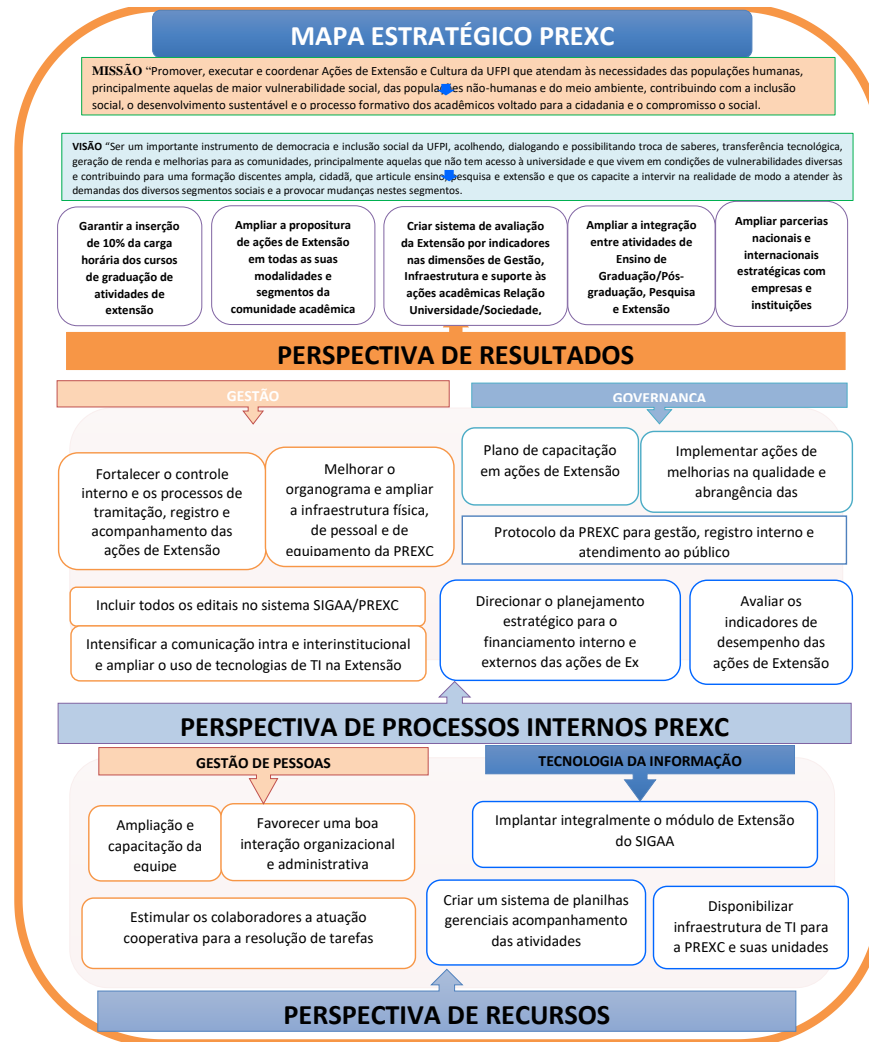 MAPA ESTRATÉGICO PREXC
MISSÃO “Promover, executar e coordenar Ações de Extensão e Cultura da UFPI que atendam às necessidades das populações humanas,
principalmente aquelas de maior vulnerabilidade social, das populações não-humanas e do meio ambiente, contribuindo com a inclusão
social, o desenvolvimento sustentável e o processo formativo dos acadêmicos voltado para a cidadania e o compromisso o social.
VISÃO “Ser um importante instrumento de democracia e inclusão social da UFPI, acolhendo, dialogando e possibilitando troca de saberes, transferência tecnológica,
geração de renda e melhorias para as comunidades, principalmente aquelas que não tem acesso à universidade e que vivem em condições de vulnerabilidades diversas
e contribuindo para uma formação discentes ampla, cidadã, que articule ensino, pesquisa e extensão e que os capacite a intervir na realidade de modo a atender às
demandas dos diversos segmentos sociais e a provocar mudanças nestes segmentos.
Garantir a inserção
de 10% da carga
horária dos cursos
de graduação de
atividades de
extensão
Ampliar a propositura
de ações de Extensão
em todas as suas
modalidades e
segmentos da
comunidade acadêmica
Criar sistema de avaliação
da Extensão por indicadores
nas dimensões de Gestão,
Infraestrutura e suporte às
ações acadêmicas Relação
Universidade/Sociedade,
Ampliar a integração
entre atividades de
Ensino de
Graduação/Pós-
graduação, Pesquisa
e Extensão
Ampliar parcerias
nacionais e
internacionais
estratégicas com
empresas e
instituições
PERSPECTIVA DE RESULTADOS
GESTÃO
GOVERNANÇA
Fortalecer o controle
interno e os processos de
tramitação, registro e
acompanhamento das
ações de Extensão
Melhorar o
organograma e ampliar
a infraestrutura física,
de pessoal e de
equipamento da PREXC
Plano de capacitação
em ações de Extensão
Implementar ações de
melhorias na qualidade e
abrangência das
Protocolo da PREXC para gestão, registro interno e
atendimento ao público
Incluir todos os editais no sistema SIGAA/PREXC
Intensificar a comunicação intra e interinstitucional
e ampliar o uso de tecnologias de TI na Extensão
Direcionar o planejamento
estratégico para o
financiamento interno e
externos das ações de Ex
Avaliar os
indicadores de
desempenho das
ações de Extensão
PERSPECTIVA DE PROCESSOS INTERNOS PREXC
GESTÃO DE PESSOAS
TECNOLOGIA DA INFORMAÇÃO
Ampliação e
capacitação da
equipe
Favorecer uma boa
interação organizacional
e administrativa
Implantar integralmente o módulo de Extensão
do SIGAA
Estimular os colaboradores a atuação
cooperativa para a resolução de tarefas
Criar um sistema de planilhas
gerenciais acompanhamento
das atividades
Disponibilizar
infraestrutura de TI para
a PREXC e suas unidades
PERSPECTIVA DE RECURSOS